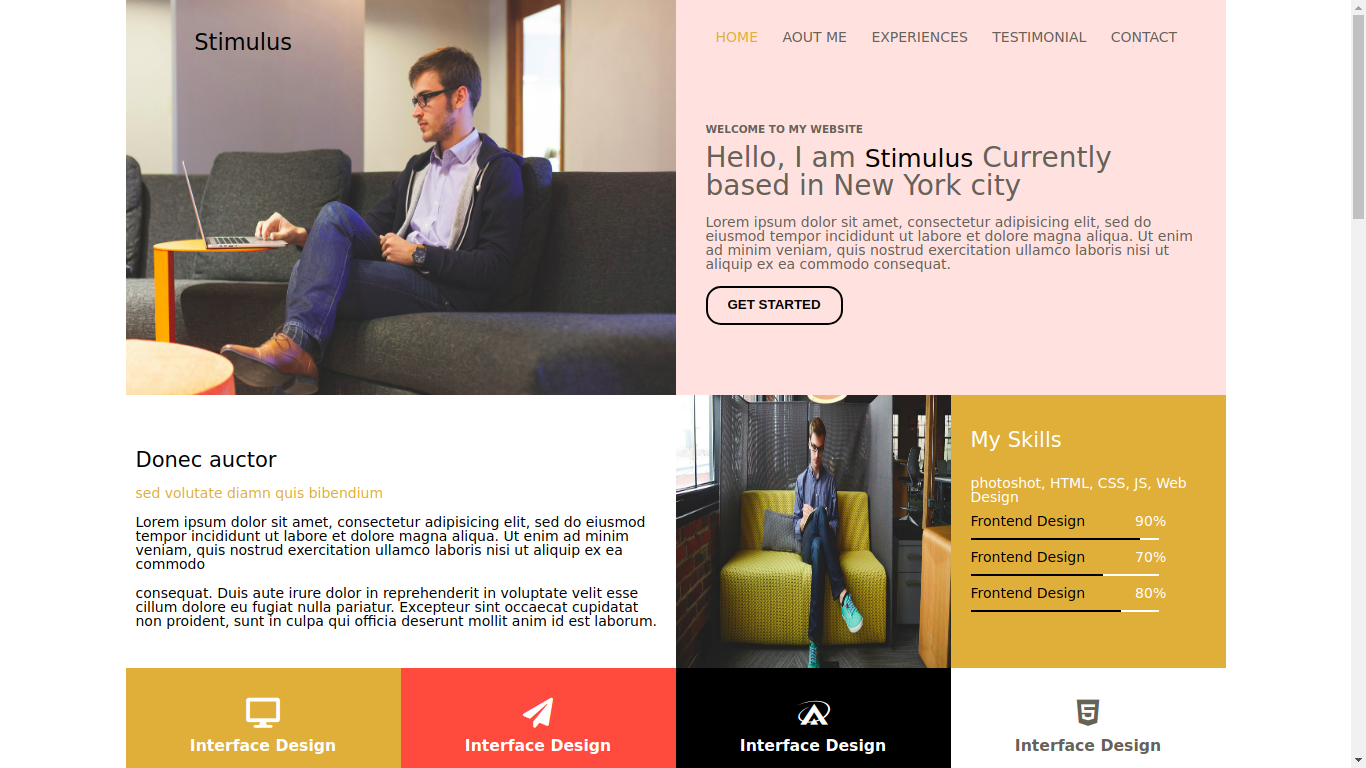 Stimulus
HOME AOUT ME EXPERIENCES TESTIMONIAL CONTACT
WELCOME TO MY WEBSITE
Hello, I am Stimulus Currently
based in New York city
Lorem ipsum dolor sit amet, consectetur adipisicing elit, sed do
eiusmod tempor incididunt ut labore et dolore magna aliqua. Ut enim
ad minim veniam, quis nostrud exercitation ullamco laboris nisi ut
aliquip ex ea commodo consequat.
GET STARTED
Donec auctor
sed volutate diamn quis bibendium
Lorem ipsum dolor sit amet, consectetur adipisicing elit, sed do eiusmod
tempor incididunt ut labore et dolore magna aliqua. Ut enim ad minim
veniam, quis nostrud exercitation ullamco laboris nisi ut aliquip ex ea
commodo
consequat. Duis aute irure dolor in reprehenderit in voluptate velit esse
cillum dolore eu fugiat nulla pariatur. Excepteur sint occaecat cupidatat
non proident, sunt in culpa qui officia deserunt mollit anim id est laborum.
My Skills
photoshot, HTML, CSS, JS, Web
Design
Frontend Design 90%
Frontend Design 70%
Frontend Design 80%
Interface Design
Interface Design
Interface Design
Interface Design